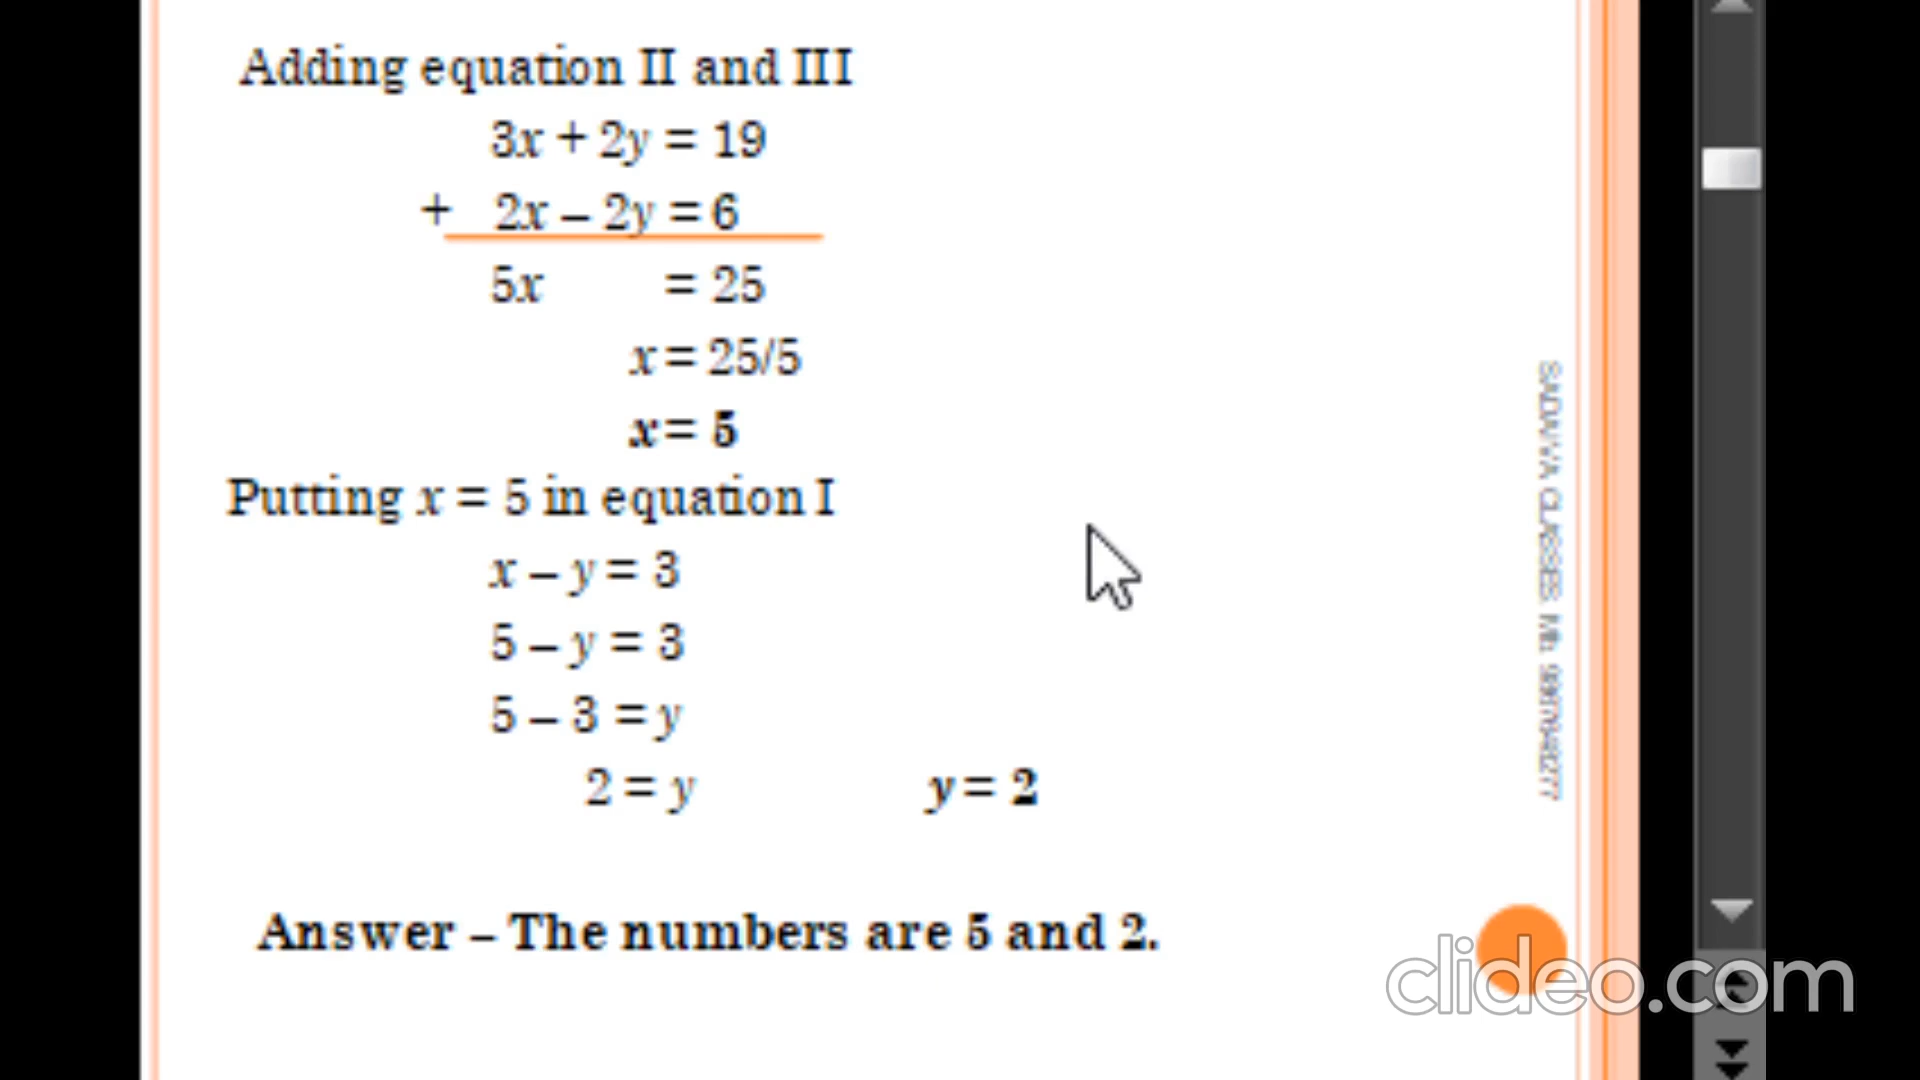 Adding equation II and III
3x + 2y = 19
+ 2x – 2y = 6
5x = 25
x = 25/5
x = 5
Putting x = 5 in equation I
x – y = 3
5 – y = 3
5 – 3 = y
2 = y y = 2
Answer – The numbers are 5 and 2.
CLASSES
clideo.com